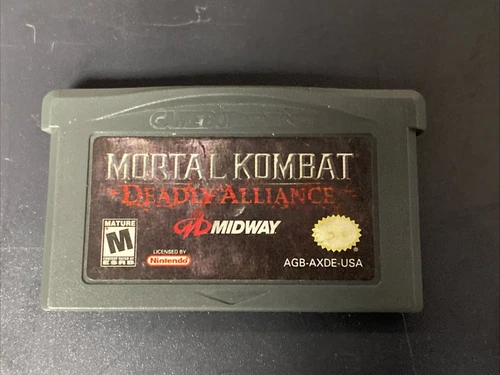 MORTAL KOMBAT
DEADLY ALLIANCE
MIDWAY
MATURE
M
ESRB
LICENSED BY
Nintendo
AGB-AXDE-USA